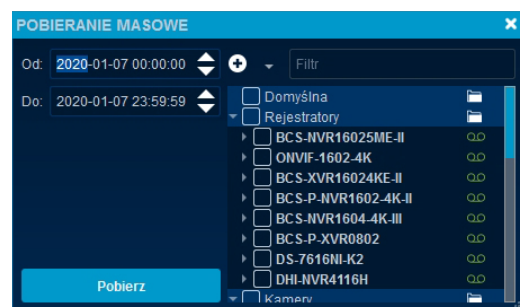 POBIERANIE MASOWE
Od: 2020-01-07 00:00:00
Filtr
Do: 2020-01-07 23:59:59
Domyślna
Rejestratory
BCS-NVR16025ME-II
ONVIF-1602-4K
BCS-XVR16024KE-II
BCS-P-NVR1602-4K-II
BCS-NVR1604-4K-III
BCS-P-XVR0802
DS-7616NI-K2
DHI-NVR4116H
Kamery
Pobierz